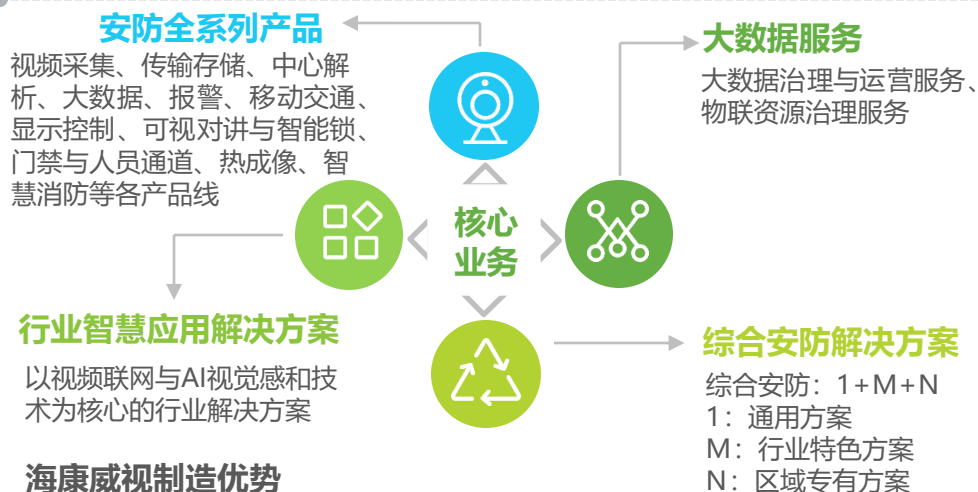 安防全系列产品
视频采集、传输存储、中心解
析、大数据、报警、移动交通、
显示控制、可视对讲与智能锁、
门禁与人员通道、热成像、智
慧消防等各产品线
大数据服务
大数据治理与运营服务、
物联资源治理服务
核心
业务
行业智慧应用解决方案
以视频联网与AI视觉感和技
术为核心的行业解决方案
综合安防解决方案
综合安防：1+M+N
1：通用方案
M：行业特色方案
N：区域专有方案
海康威视制造优势